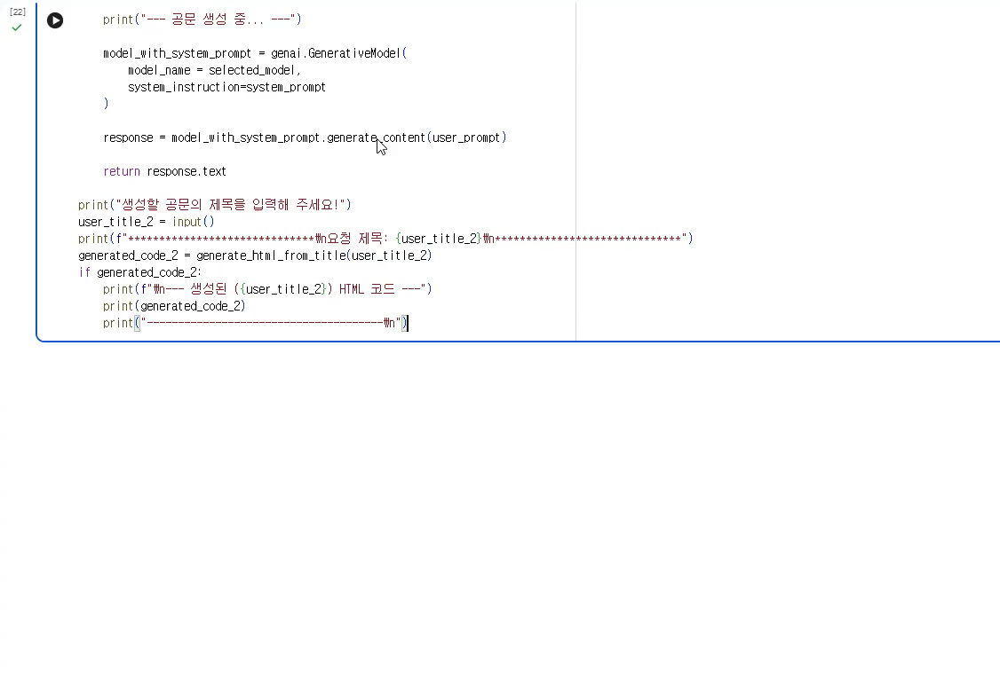 [22]
print("--- 공문 생성 중... ---")
model_with_system_prompt = genai.GenerativeModel(
model_name = selected_model,
system_instruction=system_prompt
)
response = model_with_system_prompt.generate_content(user_prompt)
return response.text
print("생성할 공문의 제목을 입력해 주세요!")
user_title_2 = input()
print(f"******************************₩n요청 제목: {user_title_2}₩n******************************")
generated_code_2 = generate_html_from_title(user_title_2)
if generated_code_2:
print(f"₩n--- 생성된 ({user_title_2}) HTML 코드 ---")
print(generated_code_2)
print("--------------------------------------₩n")